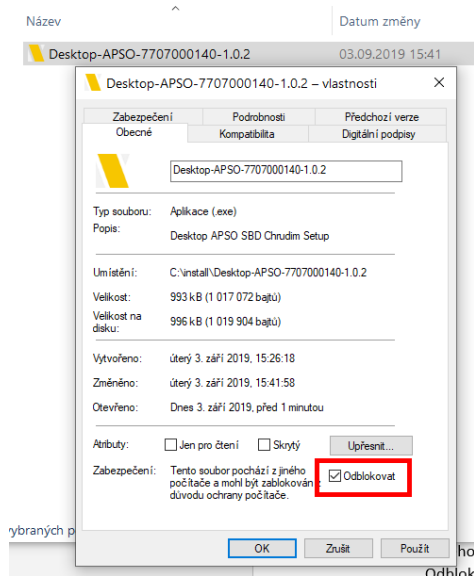 Název
Datum změny
Desktop-APSO-7707000140-1.0.2
03.09.2019 15:41
Desktop-APSO-7707000140-1.0.2 – vlastnosti
Zabezpečení
Podrobnosti
Předchozí verze
Obecné
Kompatibilita
Digitální podpisy
Desktop-APSO-7707000140-1.0.2
Typ souboru:
Aplikace (.exe)
Popis:
Desktop APSO SBD Chrudim Setup
Umístění:
C:\install\Desktop-APSO-7707000140-1.0.2
Velikost:
993 kB (1 017 072 bajtů)
Velikost na
disku:
996 kB (1 019 904 bajtů)
Vytvořeno:
úterý 3. září 2019, 15:26:18
Změněno:
úterý 3. září 2019, 15:41:58
Otevřeno:
Dnes 3. září 2019, před 1 minutou
Atributy:
Jen pro čtení
Skrytý
Upřesnit...
Zabezpečení:
Tento soubor pochází z jiného
počítače a mohl být zablokován z
důvodu ochrany počítače.
Odblokovat
vybraných p
OK
Zrušit
Použít
ho
Odblok